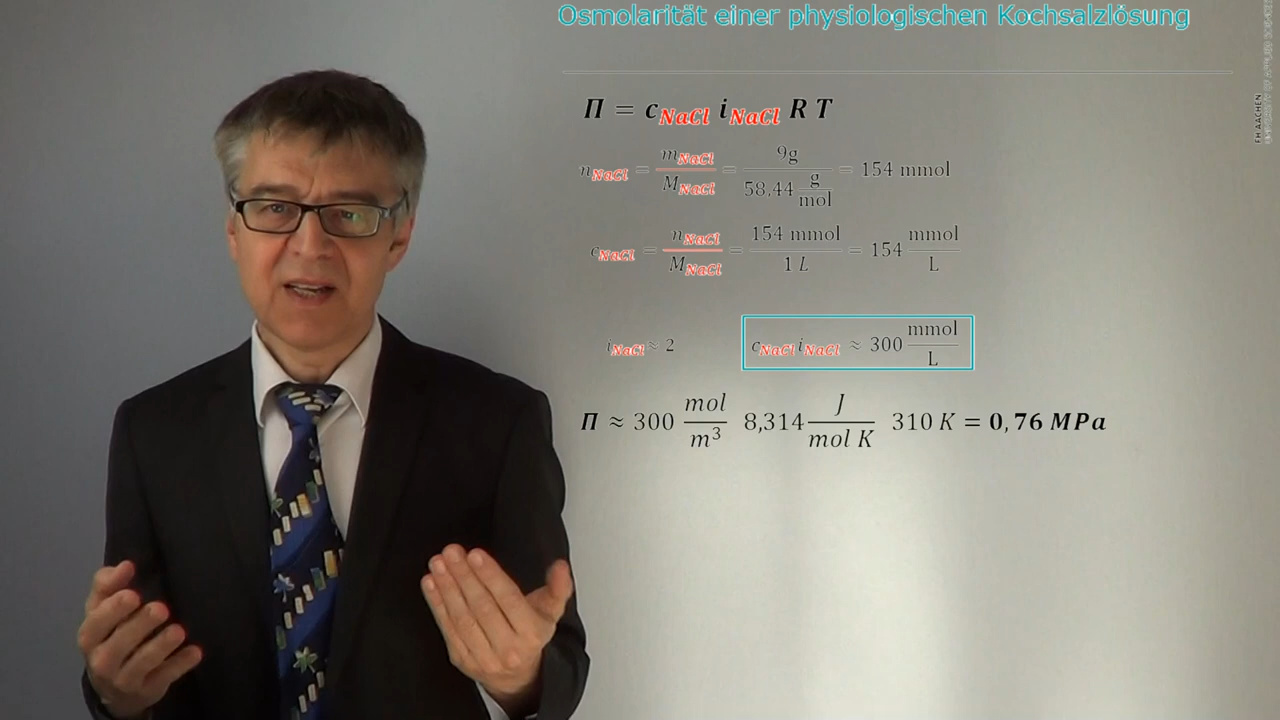 Osmolarität einer physiologischen Kochsalzlösung
Π = c_NaCl i_NaCl R T
n_NaCl = m_NaCl / M_NaCl = 9g / 58.44 g/mol = 154 mmol
c_NaCl = n_NaCl / M_NaCl = 154 mmol / 1 L = 154 mmol/L
i_NaCl ≈ 2
c_NaCl i_NaCl ≈ 300 mmol/L
Π ≈ 300 mol/m³ 8,314 J/mol K 310 K = 0,76 MPa
FH AACHEN